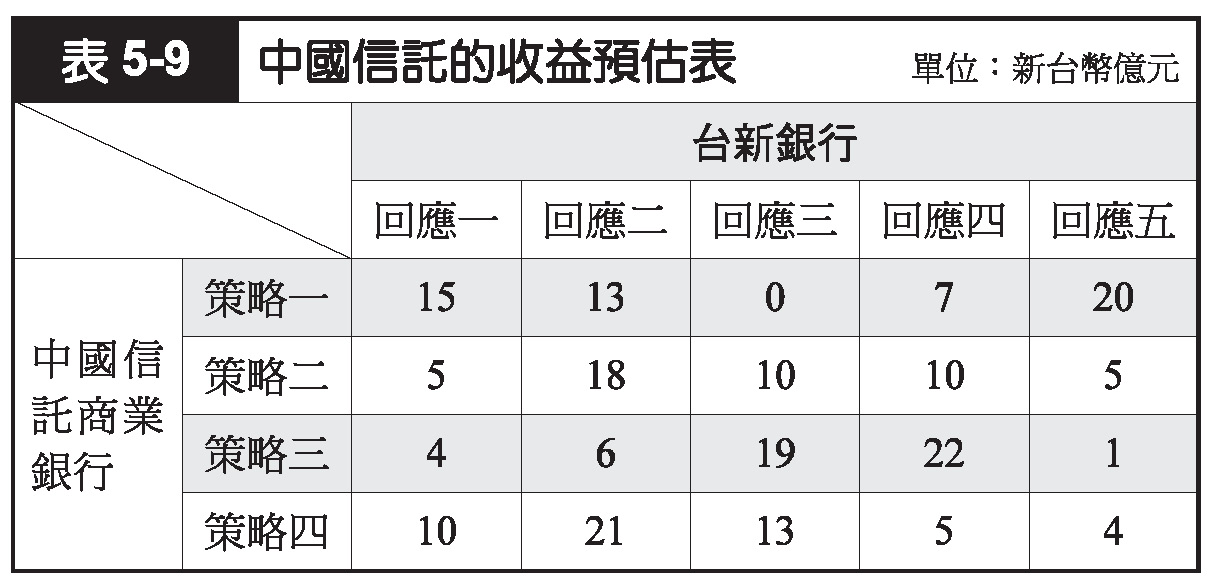 表 5-9 中國信託的收益預估表 單位：新台幣億元
台新銀行
回應一 回應二 回應三 回應四 回應五
中國信託商業銀行
策略一 15 13 0 7 20
策略二 5 18 10 10 5
策略三 4 6 19 22 1
策略四 10 21 13 5 4